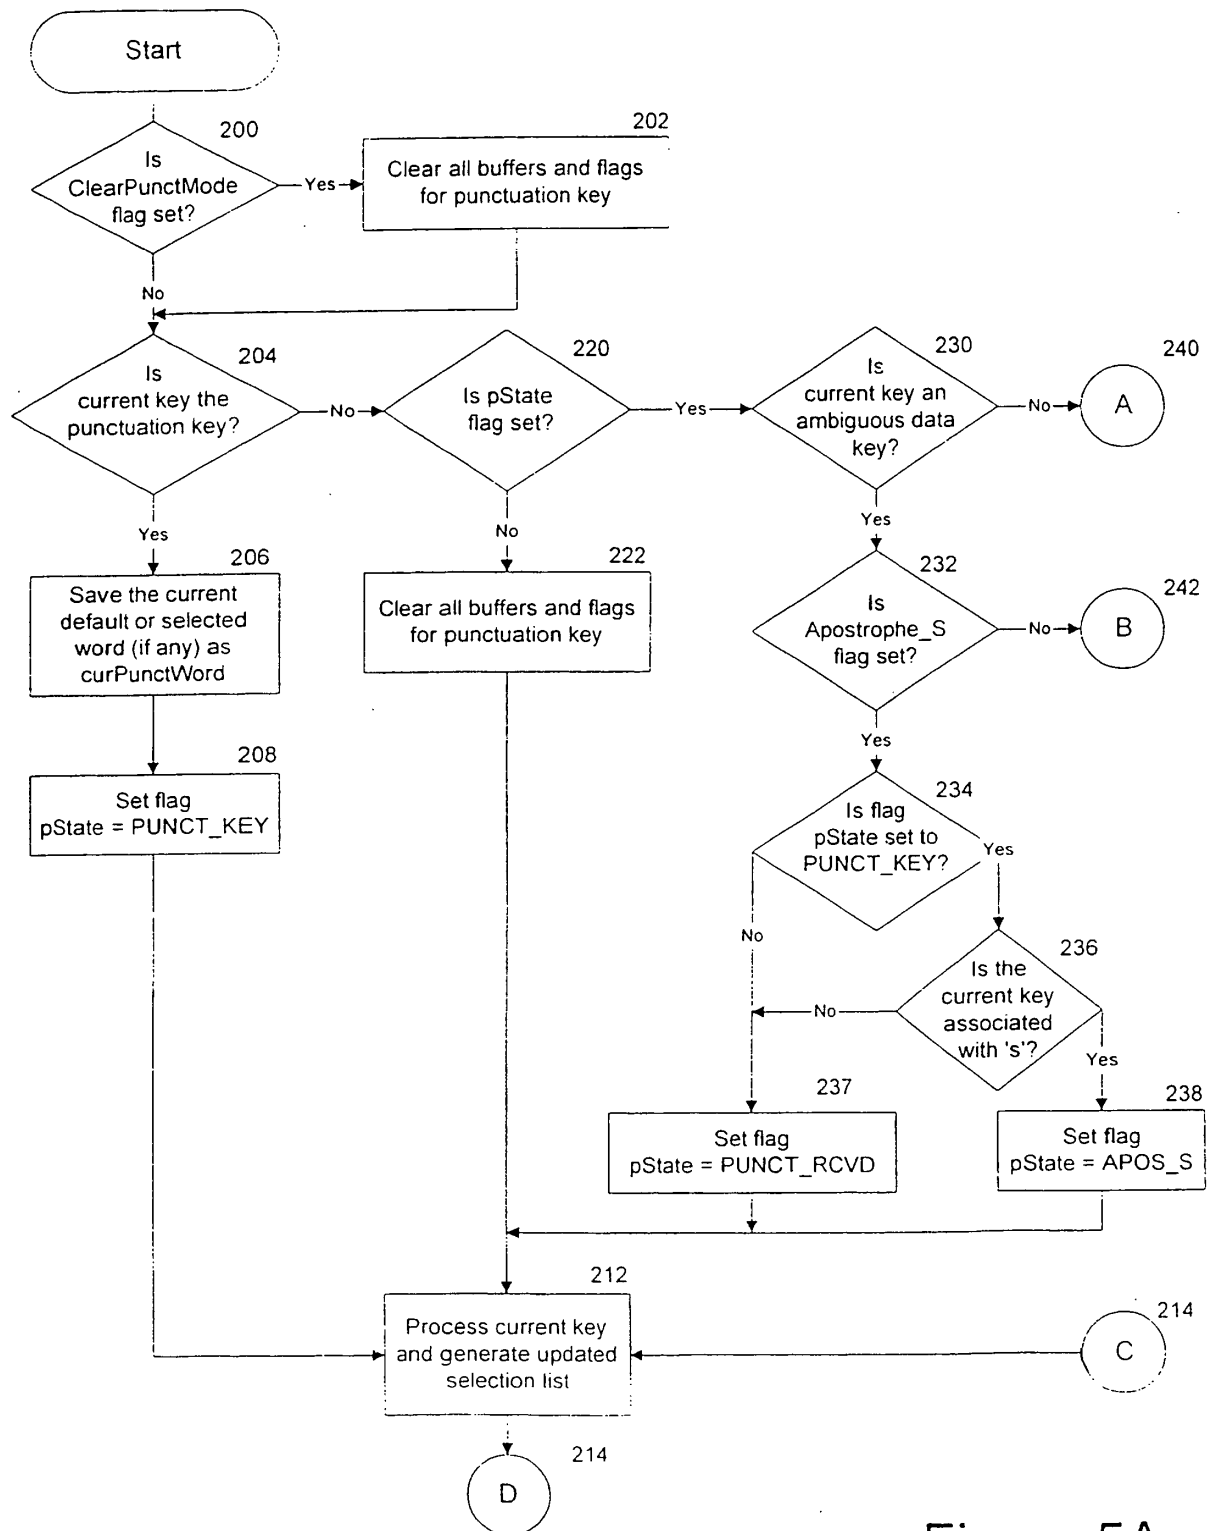 Start
200
Is
ClearPunctMode
flag set?
Yes
202
Clear all buffers and flags
for punctuation key
No
204
Is
current key the
punctuation key?
No
220
Is pState
flag set?
Yes
230
Is
current key an
ambiguous data
key?
No
240
A
Yes
206
Save the current
default or selected
word (if any) as
curPunctWord
No
222
Clear all buffers and flags
for punctuation key
Yes
232
Is
Apostrophe_S
flag set?
No
242
B
208
Set flag
pState = PUNCT_KEY
Yes
234
Is flag
pState set to
PUNCT_KEY?
Yes
No
236
Is the
current key
associated
with 's'?
No
Yes
237
Set flag
pState = PUNCT_RCVD
238
Set flag
pState = APOS_S
212
Process current key
and generate updated
selection list
214
C
214
D
Figure 5A